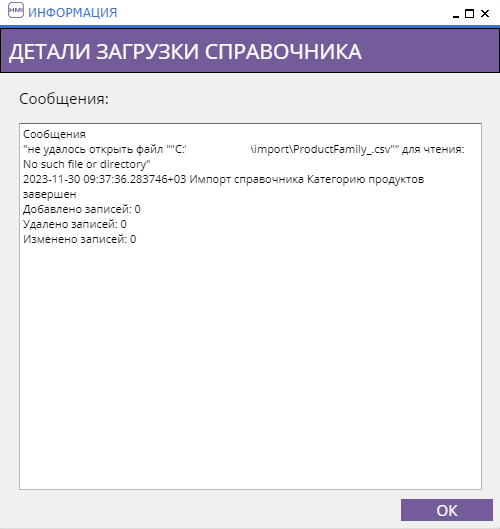 HMI ИНФОРМАЦИЯ
ДЕТАЛИ ЗАГРУЗКИ СПРАВОЧНИКА
Сообщения:
Сообщения
"не удалось открыть файл ""C:' \import\ProductFamily_.csv"" для чтения:
No such file or directory"
2023-11-30 09:37:36.283746+03 Импорт справочника Категорию продуктов
завершен
Добавлено записей: 0
Удалено записей: 0
Изменено записей: 0
ОК